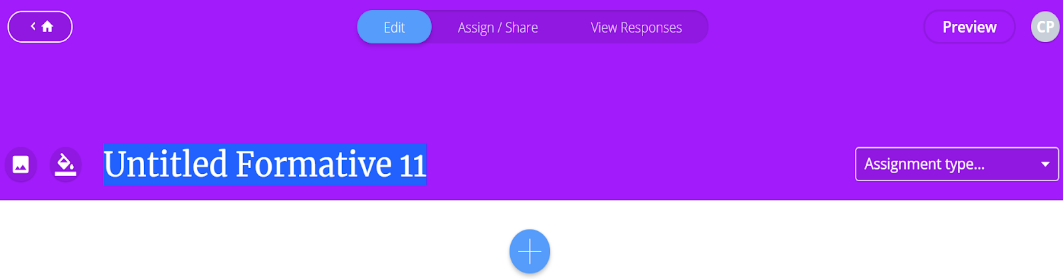 Edit Assign / Share View Responses Preview CP
Untitled Formative 11 Assignment type...